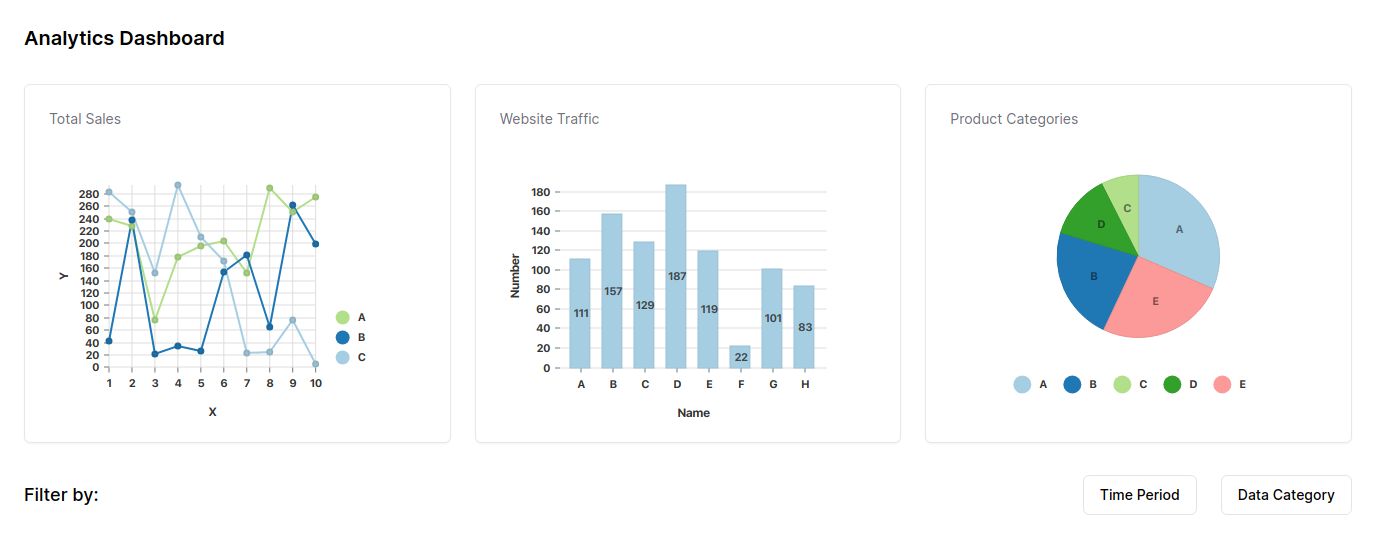 Analytics Dashboard
Total Sales
280
260
240
220
200
180
160
140
120
100
80
60
40
20
0
Y
1 2 3 4 5 6 7 8 9 10
X
A
B
C
Website Traffic
180
160
140
120
100
80
60
40
20
0
Number
111 157 129 187 119 22 101 83
A B C D E F G H
Name
Product Categories
A
B
C
D
E
A B C D E
Filter by:
Time Period
Data Category